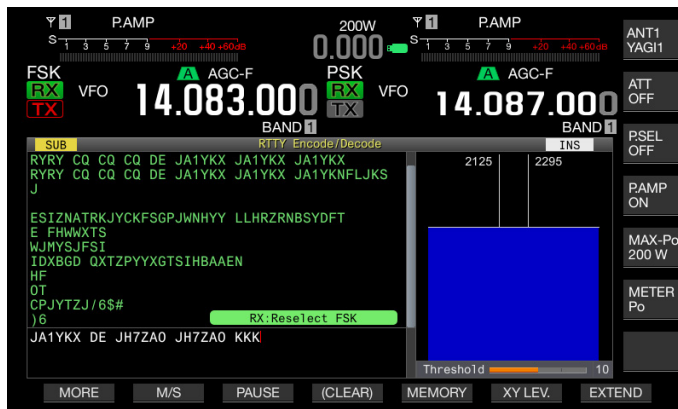 1 P.AMP 200W 1 P.AMP
S 1 3 5 7 9 +20 +40 +60dB 0.000 S 1 3 5 7 9 +20 +40 +60dB
FSK A AGC-F PSK A AGC-F
RX VFO 14.083.000 RX VFO 14.087.000
TX TX
BAND 1 BAND 1
SUB RTTY Encode/Decode INS
RYRY CQ CQ CQ DE JA1YKX JA1YKX JA1YKX
RYRY CQ CQ CQ DE JA1YKX JA1YKX JA1YKNFLJKS
J
ESIZNATRKJYCKFSGPJWNHYY LLHRZRNBSYDFT
E FHWWXTS
WJMYSJFSI
IDXBGD QXTZPYYXGTSIHBAAEN
HF
OT
CPJYTZJ/6$#
)6 RX:Reselect FSK
JA1YKX DE JH7ZAO JH7ZAO KKK
2125 2295
Threshold 10
ANT1
YAGI1
ATT
OFF
P.SEL
OFF
P.AMP
ON
MAX-Po
200 W
METER
Po
MORE M/S PAUSE (CLEAR) MEMORY XY LEV. EXTEND